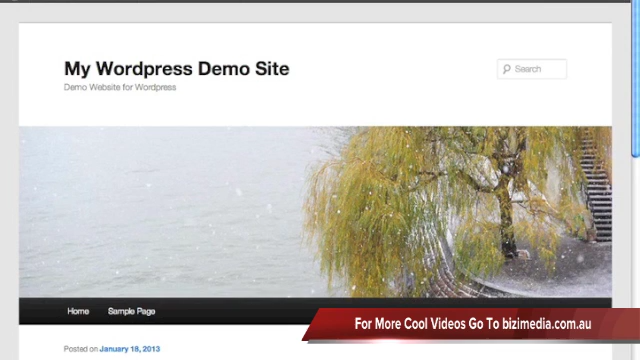 My Wordpress Demo Site
Demo Website for Wordpress
Search
Home Sample Page
For More Cool Videos Go To bizimedia.com.au
Posted on January 18, 2013